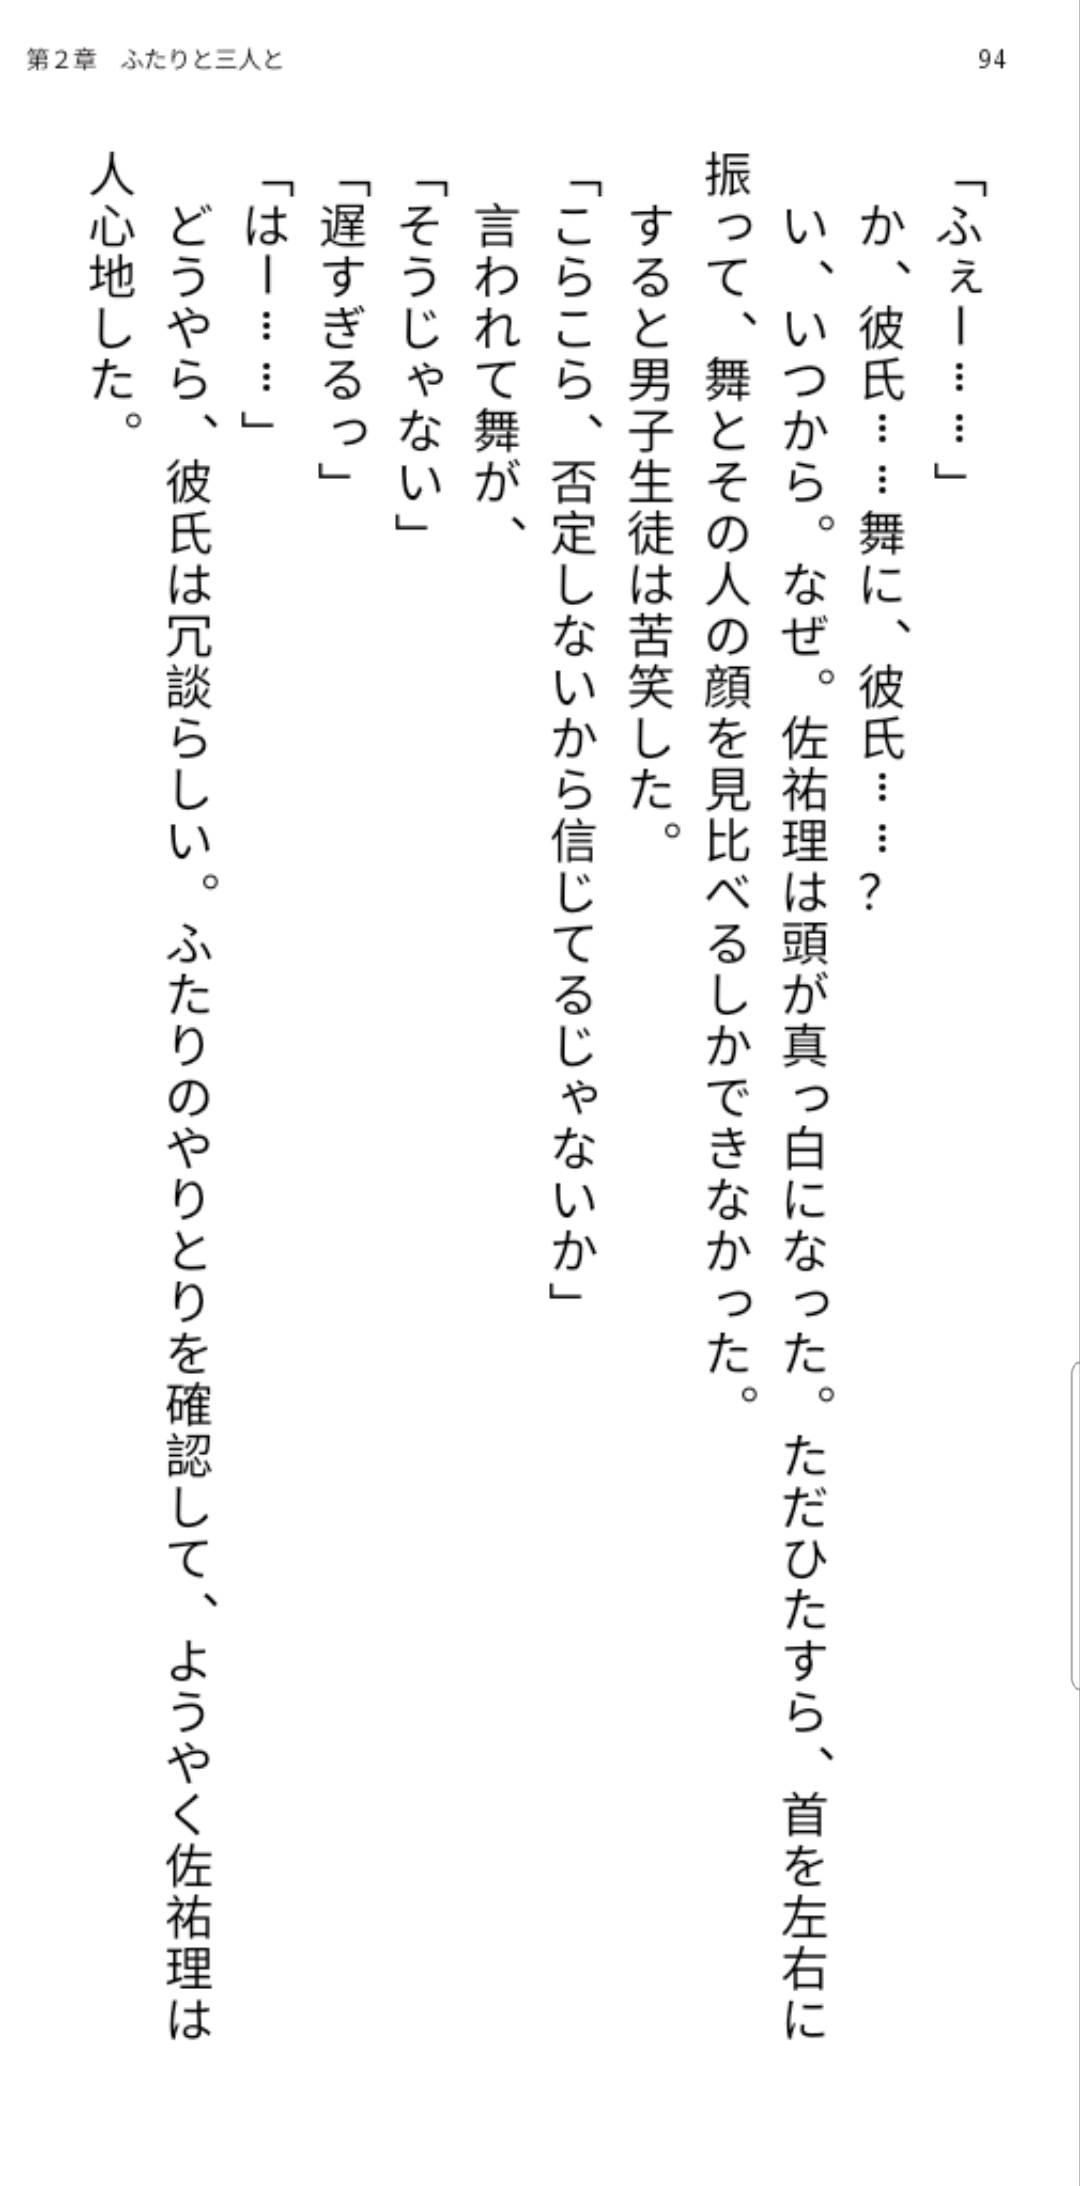 第２章　ふたりと三人と
94
「ふぇー……」
か、彼氏……舞に、彼氏……？
い、いつから。なぜ。佐祐理は頭が真っ白になった。ただひたすら、首を左右に
振って、舞とその人の顔を見比べるしかできなかった。
すると男子生徒は苦笑した。
「こらこら、否定しないから信じてるじゃないか」
言われて舞が、
「そうじゃない」
「遅すぎるっ」
「はー……」
どうやら、彼氏は冗談らしい。ふたりのやりとりを確認して、ようやく佐祐理は
人心地した。